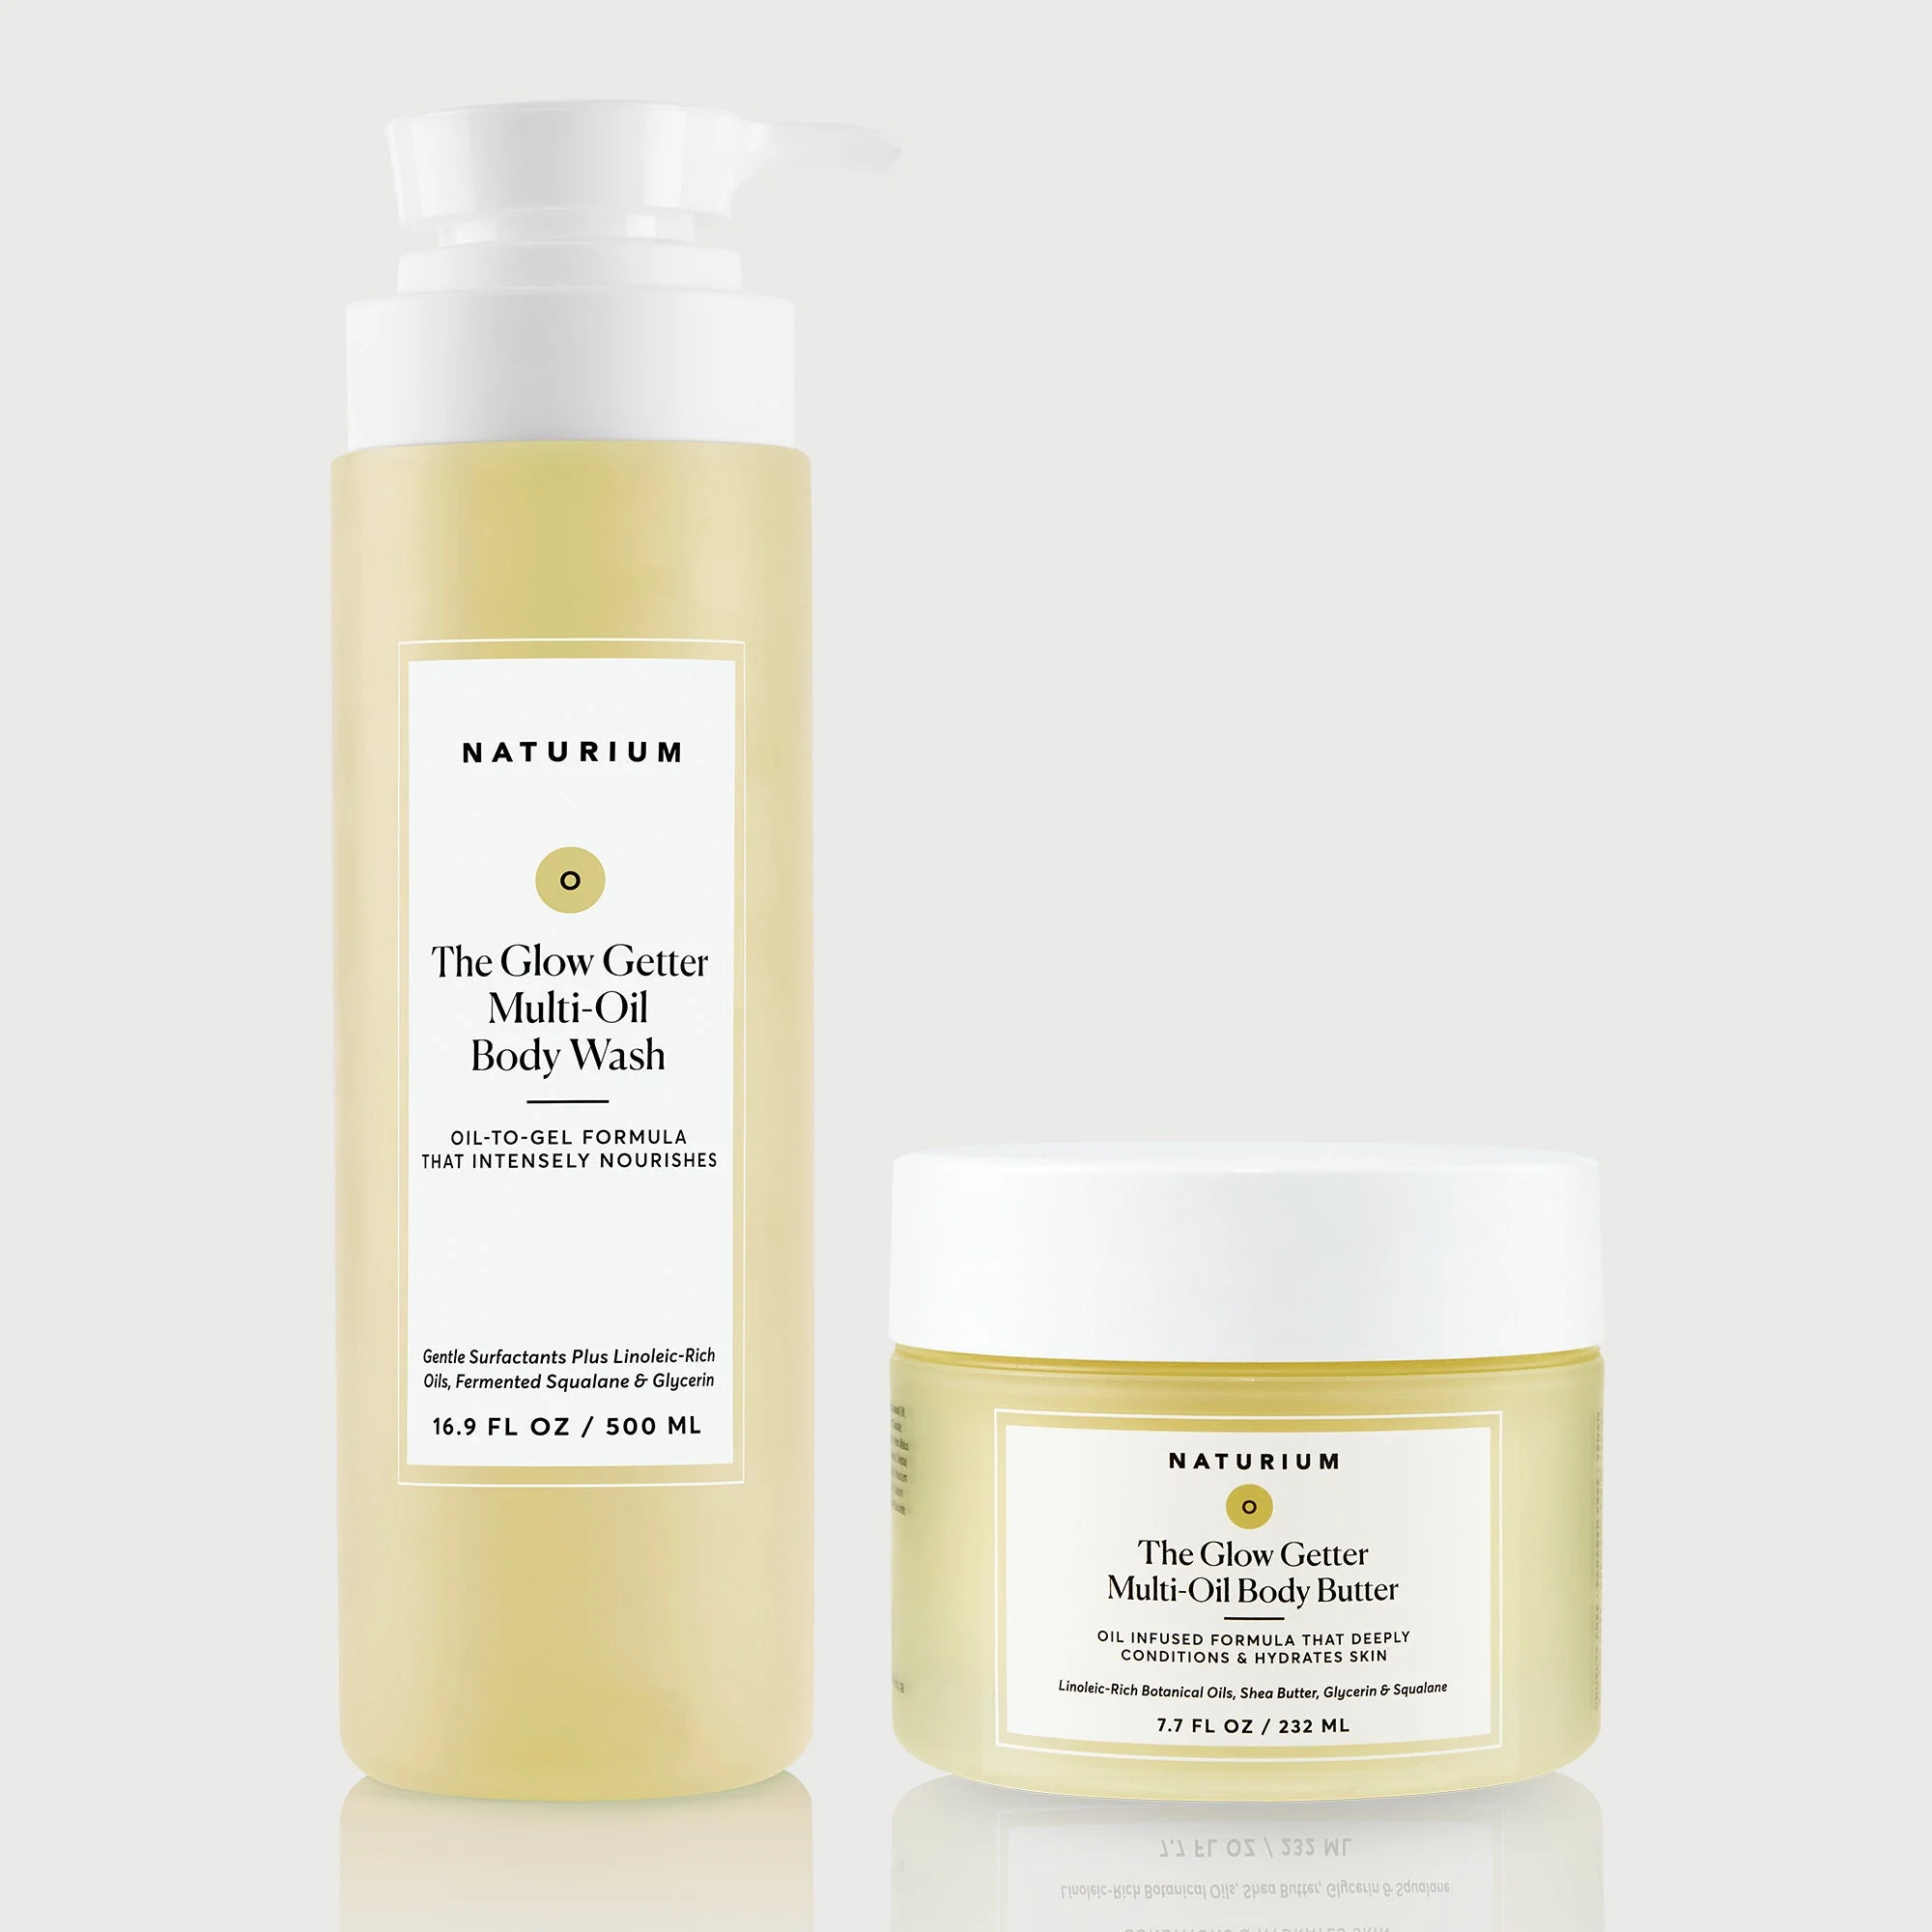 NATURIUM
O
The Glow Getter
Multi-Oil
Body Wash
OIL-TO-GEL FORMULA
THAT INTENSELY NOURISHES
Gentle Surfactants Plus Linoleic-Rich
Oils, Fermented Squalane & Glycerin
16.9 FL OZ / 500 ML
NATURIUM
O
The Glow Getter
Multi-Oil Body Butter
OIL INFUSED FORMULA THAT DEEPLY
CONDITIONS & HYDRATES SKIN
Linoleic-Rich Botanical Oils, Shea Butter, Glycerin & Squalane
7.7 FL OZ / 232 ML